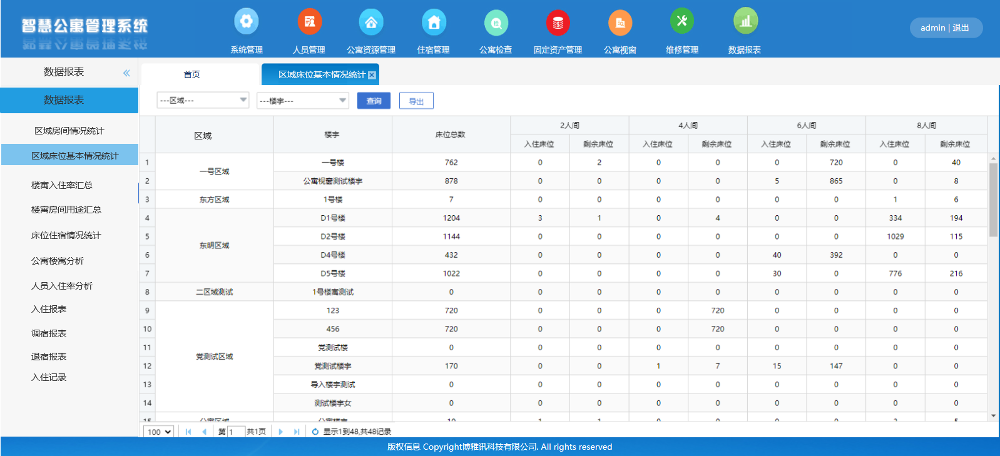 智慧公寓管理系统
系统管理 人员管理 公寓资源管理 住宿管理 公寓检查 固定资产管理 公寓视窗 维修管理 数据报表
admin | 退出
数据报表 «
数据报表
区域房间情况统计
区域床位基本情况统计
楼寓入住率汇总
楼寓房间用途汇总
床位住宿情况统计
公寓楼寓分析
人员入住率分析
入住报表
调宿报表
退宿报表
入住记录
首页 区域床位基本情况统计
---区域--- ---楼宇--- 查询 导出
区域 楼宇 床位总数 2人间 4人间 6人间 8人间
入住床位 剩余床位 入住床位 剩余床位 入住床位 剩余床位 入住床位 剩余床位
1 一号区域 一号楼 762 0 2 0 0 0 720 0 40
2 公寓视窗测试楼宇 878 0 0 0 0 5 865 0 8
3 东方区域 1号楼 7 0 0 0 0 0 0 1 6
4 东明区域 D1号楼 1204 3 1 0 4 0 0 334 194
5 D2号楼 1144 0 0 0 0 0 0 1029 115
6 D4号楼 432 0 0 0 0 40 392 0 0
7 D5号楼 1022 0 0 0 0 30 0 776 216
8 二区域测试 1号楼寓测试 0 0 0 0 0 0 0 0 0
9 党测试区域 123 720 0 0 0 720 0 0 0 0
10 456 720 0 0 0 720 0 0 0 0
11 党测试楼 0 0 0 0 0 0 0 0 0
12 党测试楼宇 170 0 0 1 7 15 147 0 0
13 导入楼宇测试 0 0 0 0 0 0 0 0 0
14 测试楼宇女 0 0 0 0 0 0 0 0 0
15 公寓区域 公寓楼宇 10 1 1 0 0 0 0 3 5
100 第 1 共1页 显示1到48,共48记录
版权信息 Copyright博雅讯科技有限公司. All rights reserved